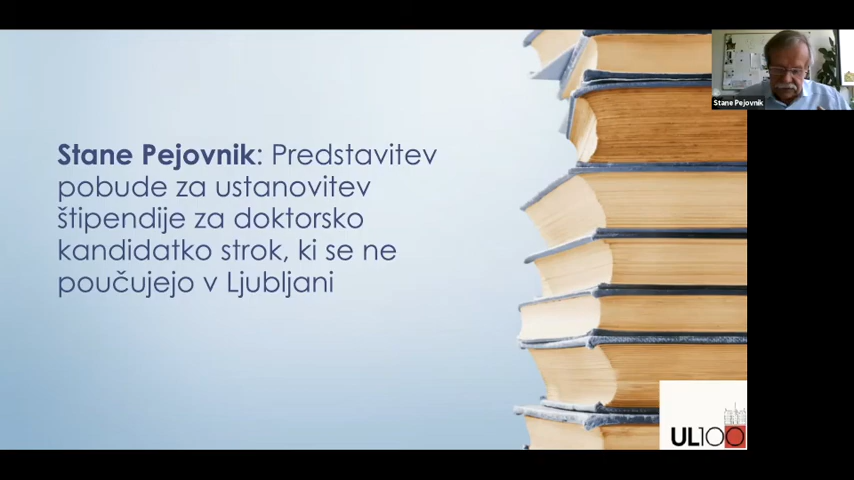 Stane Pejovnik: Predstavitev
pobude za ustanovitev
štipendije za doktorsko
kandidatko strok, ki se ne
poučujejo v Ljubljani
Stane Pejovnik
UL100